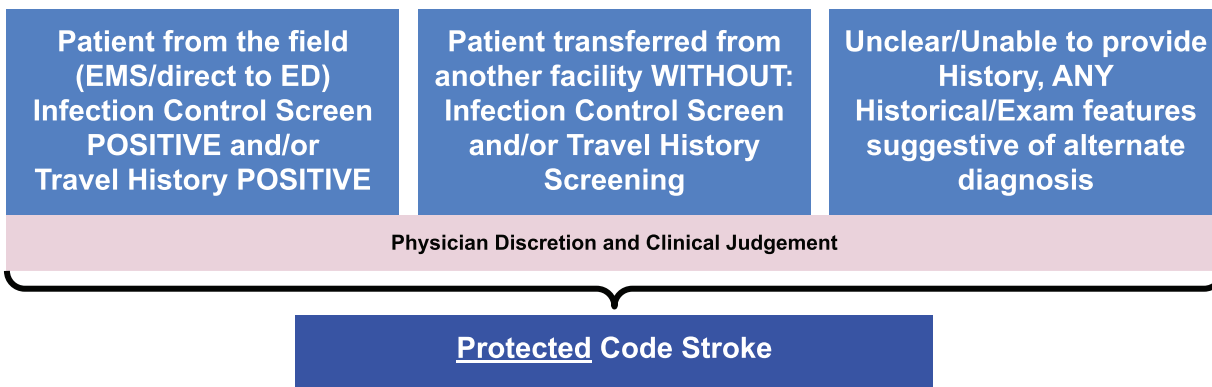 Patient from the field
(EMS/direct to ED)
Infection Control Screen
POSITIVE and/or
Travel History POSITIVE
Patient transferred from
another facility WITHOUT:
Infection Control Screen
and/or Travel History
Screening
Unclear/Unable to provide
History, ANY
Historical/Exam features
suggestive of alternate
diagnosis
Physician Discretion and Clinical Judgement
Protected Code Stroke